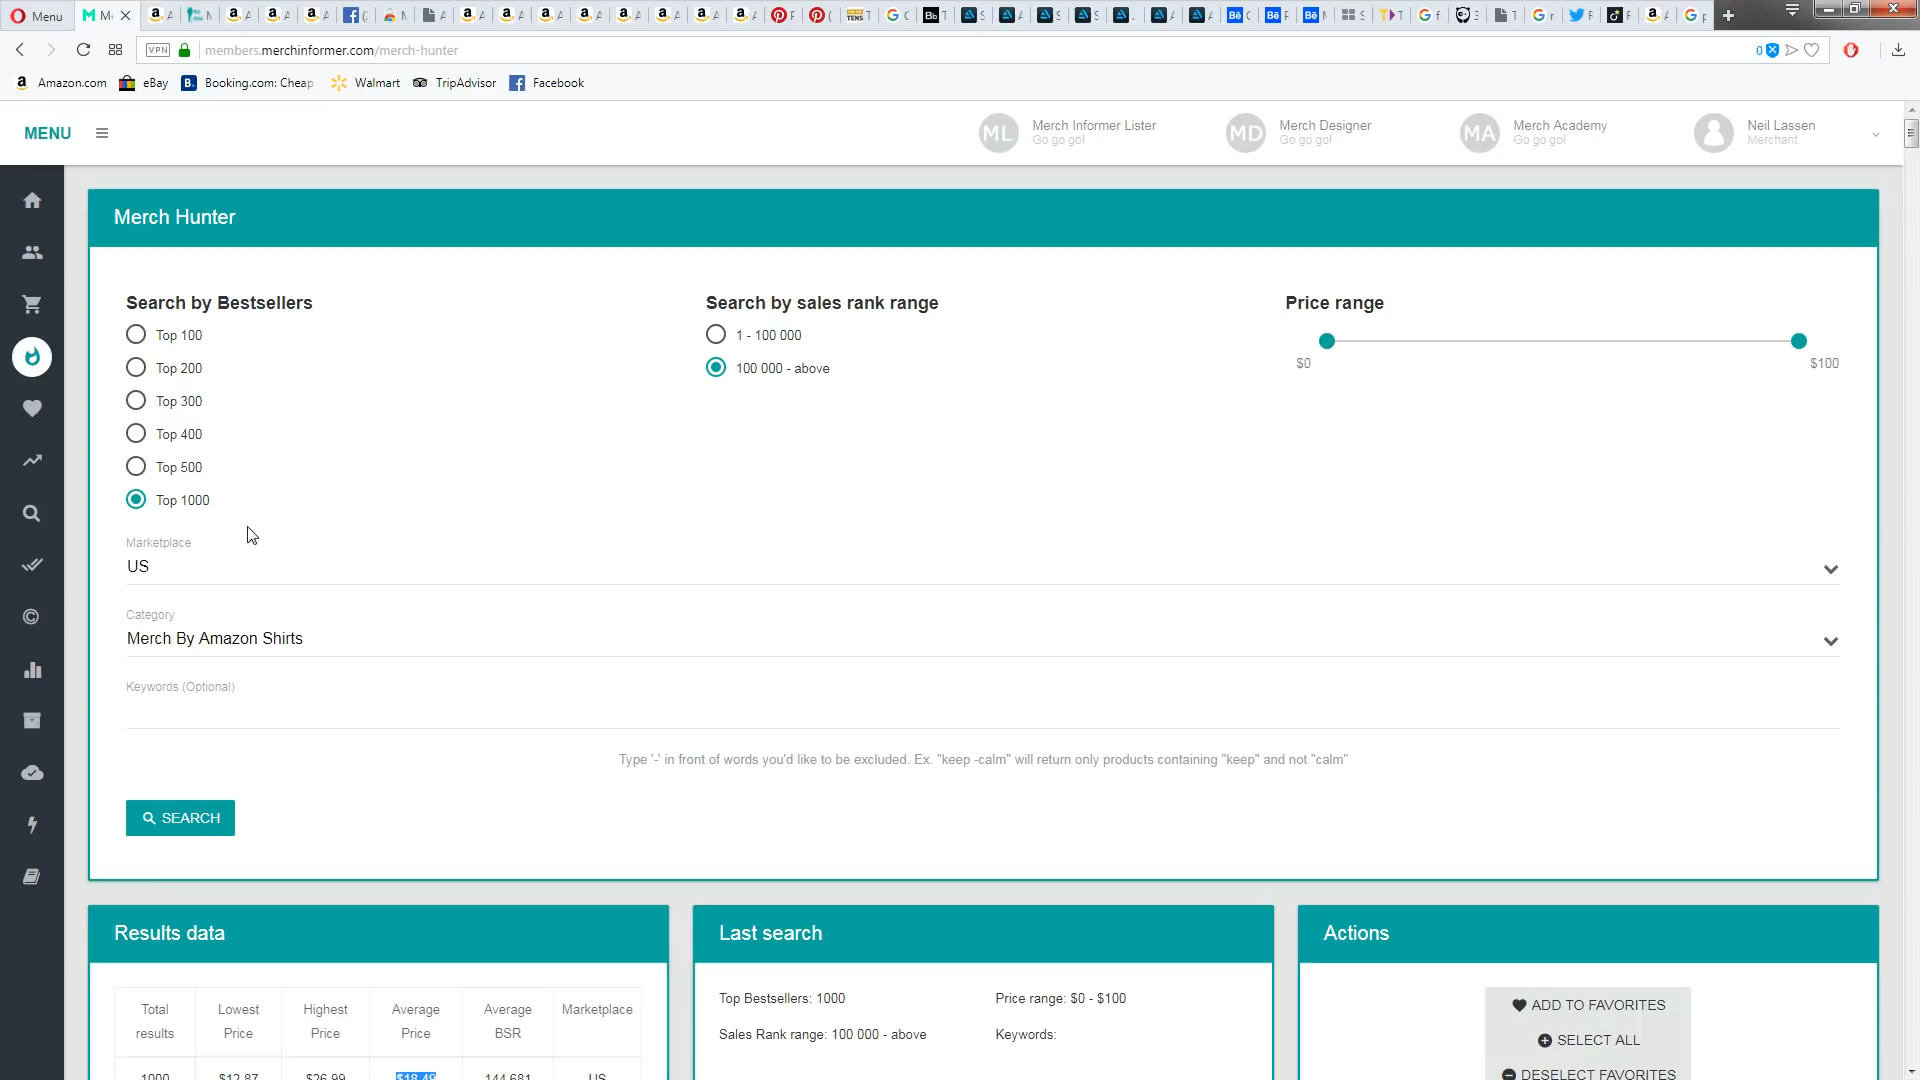 Menu
VPN members.merchinformer.com/merch-hunter 0
Amazon.com eBay Booking.com: Cheap Walmart TripAdvisor Facebook
MENU
ML Merch Informer Lister
Go go go!
MD Merch Designer
Go go go!
MA Merch Academy
Go go go!
Neil Lassen
Merchant
Merch Hunter
Search by Bestsellers
Top 100
Top 200
Top 300
Top 400
Top 500
Top 1000
Search by sales rank range
1 - 100 000
100 000 - above
Price range
$0 $100
Marketplace
US
Category
Merch By Amazon Shirts
Keywords (Optional)
Type '-' in front of words you'd like to be excluded. Ex. "keep -calm" will return only products containing "keep" and not "calm"
SEARCH
Results data
Total results
Lowest Price
Highest Price
Average Price
Average BSR
Marketplace
1000 $12.87 $26.99 $18.49 144,681 US
Last search
Top Bestsellers: 1000
Price range: $0 - $100
Sales Rank range: 100 000 - above
Keywords:
Actions
ADD TO FAVORITES
SELECT ALL
DESELECT FAVORITES